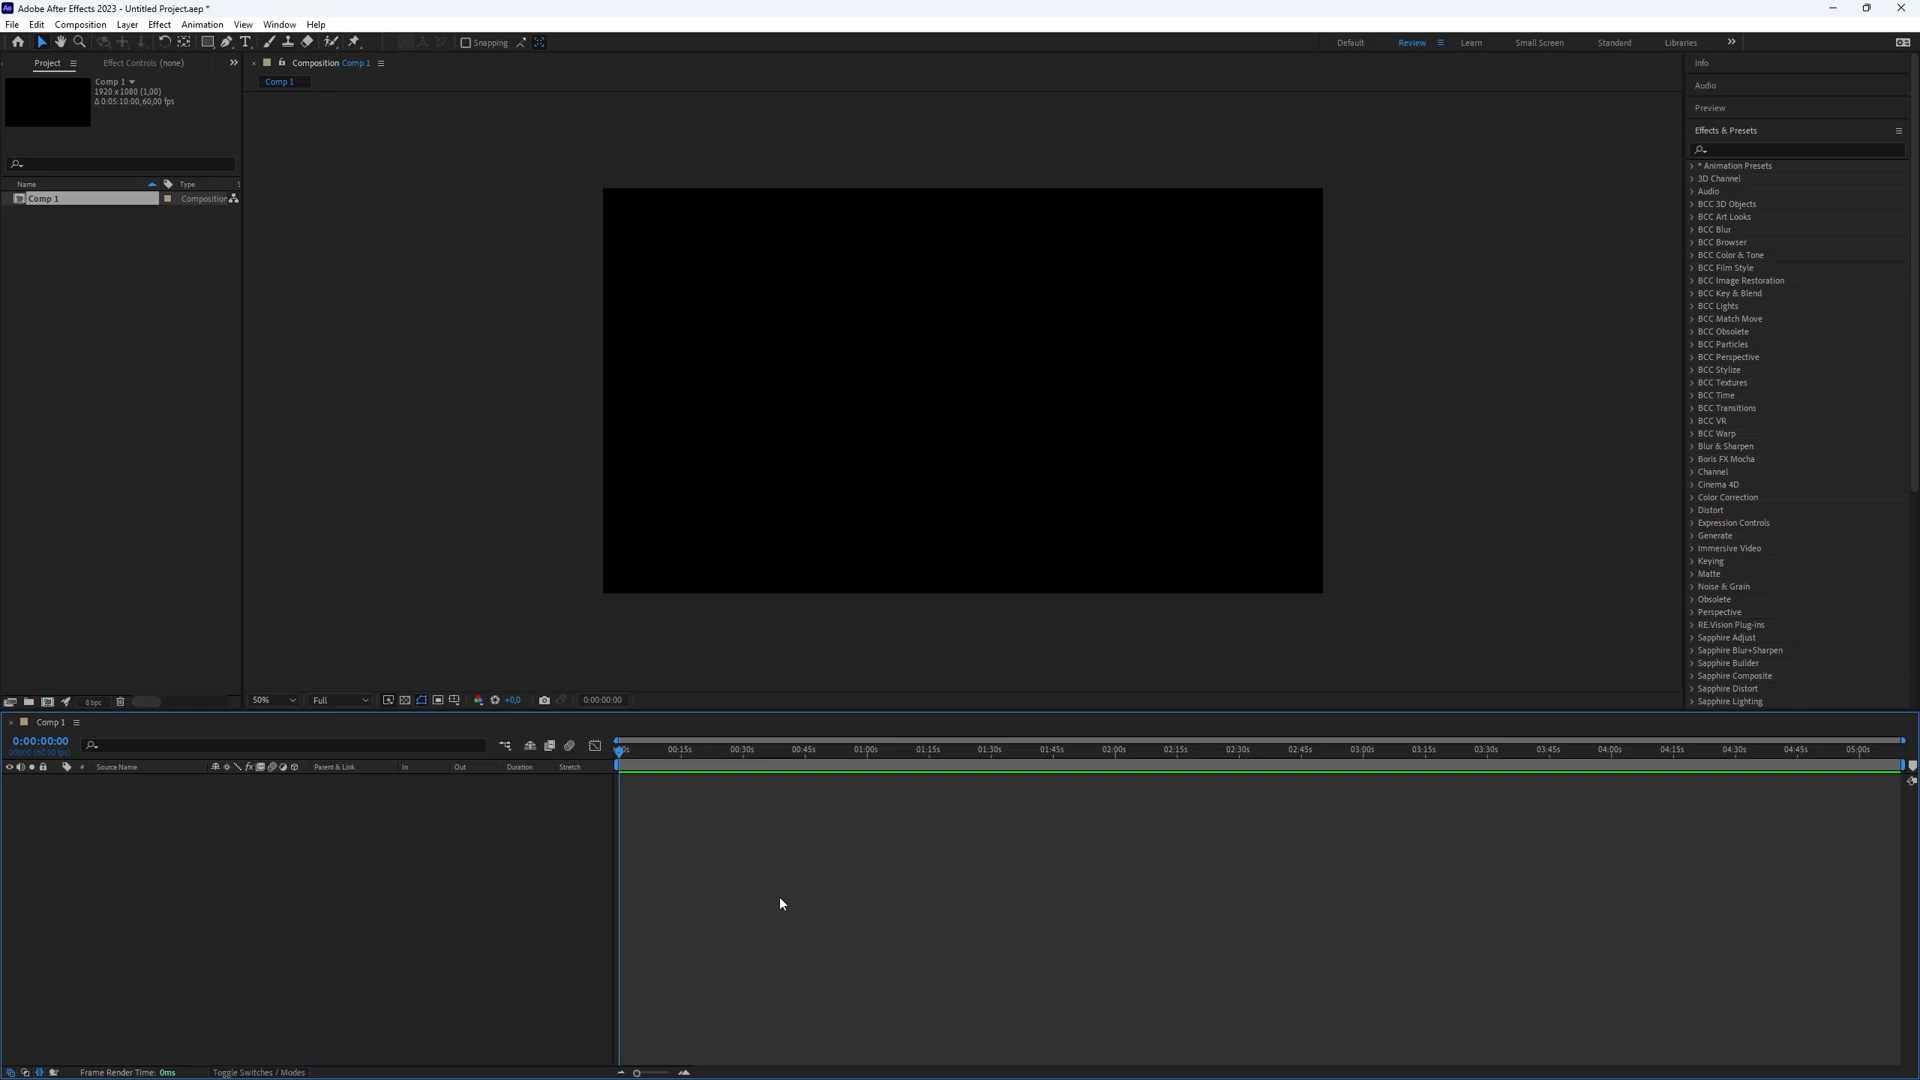 Adobe After Effects 2023 - Untitled Project.aep *
File Edit Composition Layer Effect Animation View Window Help
Snapping Default Review Learn Small Screen Standard Libraries
Project Effect Controls (none)
Composition Comp 1
Comp 1
Comp 1
1920 x 1080 (1,00)
Δ 0:05:10:00, 60,00 fps
Name Type S
Comp 1 Composition
8 bpc
50% Full +0,0 0:00:00:00
Info
Audio
Preview
Effects & Presets
* Animation Presets
3D Channel
Audio
BCC 3D Objects
BCC Art Looks
BCC Blur
BCC Browser
BCC Color & Tone
BCC Film Style
BCC Image Restoration
BCC Key & Blend
BCC Lights
BCC Match Move
BCC Obsolete
BCC Particles
BCC Perspective
BCC Stylize
BCC Textures
BCC Time
BCC Transitions
BCC VR
BCC Warp
Blur & Sharpen
Boris FX Mocha
Channel
Cinema 4D
Color Correction
Distort
Expression Controls
Generate
Immersive Video
Keying
Matte
Noise & Grain
Obsolete
Perspective
RE:Vision Plug-ins
Sapphire Adjust
Sapphire Blur+Sharpen
Sapphire Builder
Sapphire Composite
Sapphire Distort
Sapphire Lighting
Comp 1
0:00:00:00
00000 (60.00 fps)
00:15s 00:30s 00:45s 01:00s 01:15s 01:30s 01:45s 02:00s 02:15s 02:30s 02:45s 03:00s 03:15s 03:30s 03:45s 04:00s 04:15s 04:30s 04:45s 05:00s
# Source Name Parent & Link In Out Duration Stretch
Frame Render Time: 0ms Toggle Switches / Modes